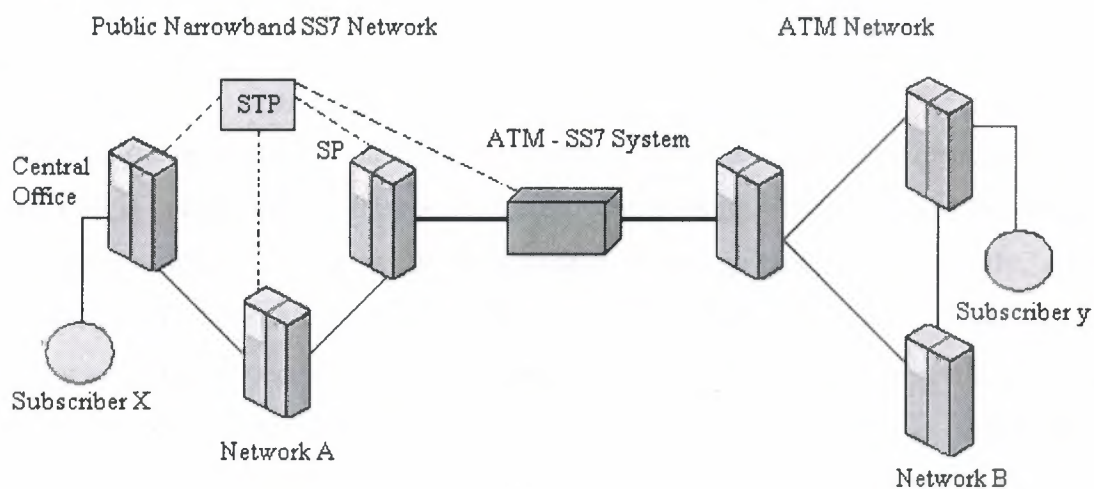 Public Narrowband SS7 Network
ATM Network
STP
SP
ATM - SS7 System
Central
Office
Subscriber X
Subscriber y
Network A
Network B